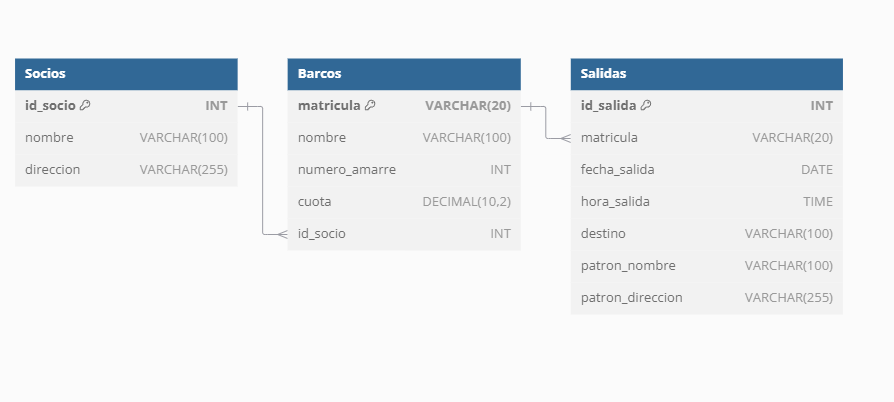 Socios
id_socio INT
nombre VARCHAR(100)
direccion VARCHAR(255)
Barcos
matricula VARCHAR(20)
nombre VARCHAR(100)
numero_amarre INT
cuota DECIMAL(10,2)
id_socio INT
Salidas
id_salida INT
matricula VARCHAR(20)
fecha_salida DATE
hora_salida TIME
destino VARCHAR(100)
patron_nombre VARCHAR(100)
patron_direccion VARCHAR(255)